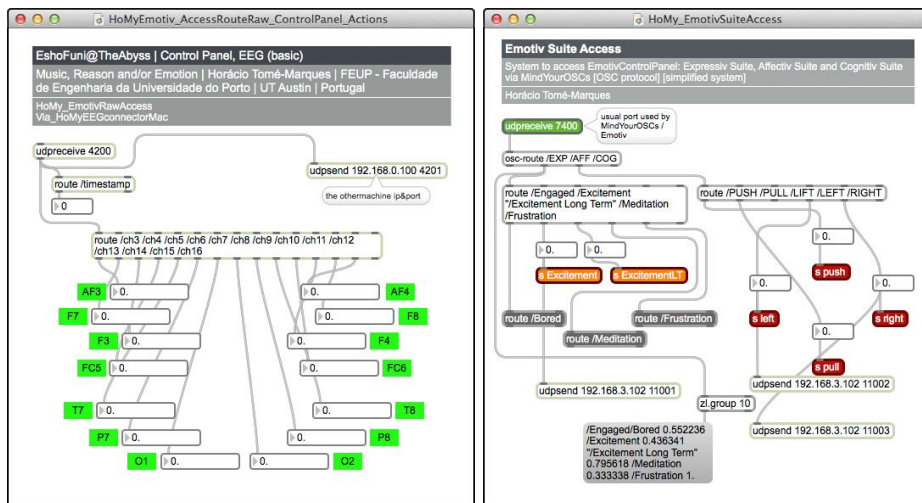 HoMyEmotiv_AccessRouteRaw_ControlPanel_Actions
EshoFuni@TheAbyss | Control Panel, EEG (basic)
Music, Reason and/or Emotion | Horácio Tomé-Marques | FEUP - Faculdade
de Engenharia da Universidade do Porto | UT Austin | Portugal
HoMy_EmotivRawAccess
Via_HoMyEEGconnectorMac
udpreceive 4200
udpsend 192.168.0.100 4201
the othermachine ip&port
route /timestamp
0
route /ch3 /ch4 /ch5 /ch6 /ch7 /ch8 /ch9 /ch10 /ch11 /ch12
/ch13 /ch14 /ch15 /ch16
AF3
0.
0.
AF4
F7
0.
0.
F8
F3
0.
0.
F4
FC5
0.
0.
FC6
T7
0.
0.
T8
P7
0.
0.
P8
O1
0.
0.
O2
HoMy_EmotivSuiteAccess
Emotiv Suite Access
System to access EmotivControlPanel: Expressiv Suite, Affectiv Suite and Cognitiv Suite
via MindYourOSCs [OSC protocol] [simplified system]
Horácio Tomé-Marques
udpreceive 7400
usual port used by
MindYourOSCs /
Emotiv
osc-route /EXP /AFF /COG
route /Engaged /Excitement
"/Excitement Long Term" /Meditation
/Frustration
route /PUSH /PULL /LIFT /LEFT /RIGHT
0.
0.
0.
s Excitement
s ExcitementLT
s push
0.
0.
route /Bored
route /Frustration
s left
s right
route /Meditation
0.
s pull
udpsend 192.168.3.102 11001
udpsend 192.168.3.102 11002
zl.group 10
udpsend 192.168.3.102 11003
/Engaged/Bored 0.552236
/Excitement 0.436341
"/Excitement Long Term"
0.795618 /Meditation
0.333338 /Frustration 1.